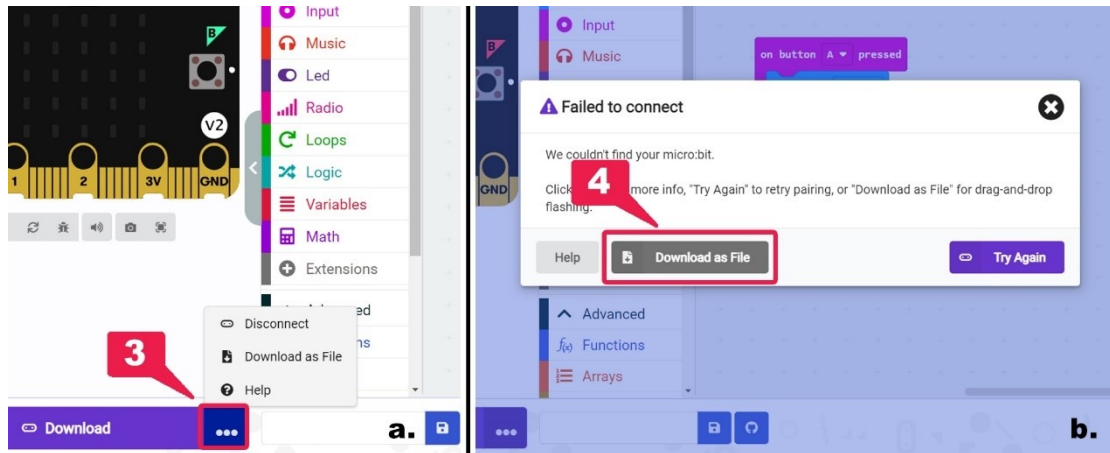 Input
Music
Led
Radio
Loops
Logic
Variables
Math
Extensions
B
V2
1 2 3V GND
Disconnect
Download as File
Help
3
Download
a.
Input
Music
B
GND
on button A pressed
Failed to connect
We couldn't find your micro:bit.
more info, "Try Again" to retry pairing, or "Download as File" for drag-and-drop
flashing.
4
Help
Download as File
Try Again
Advanced
Functions
Arrays
b.